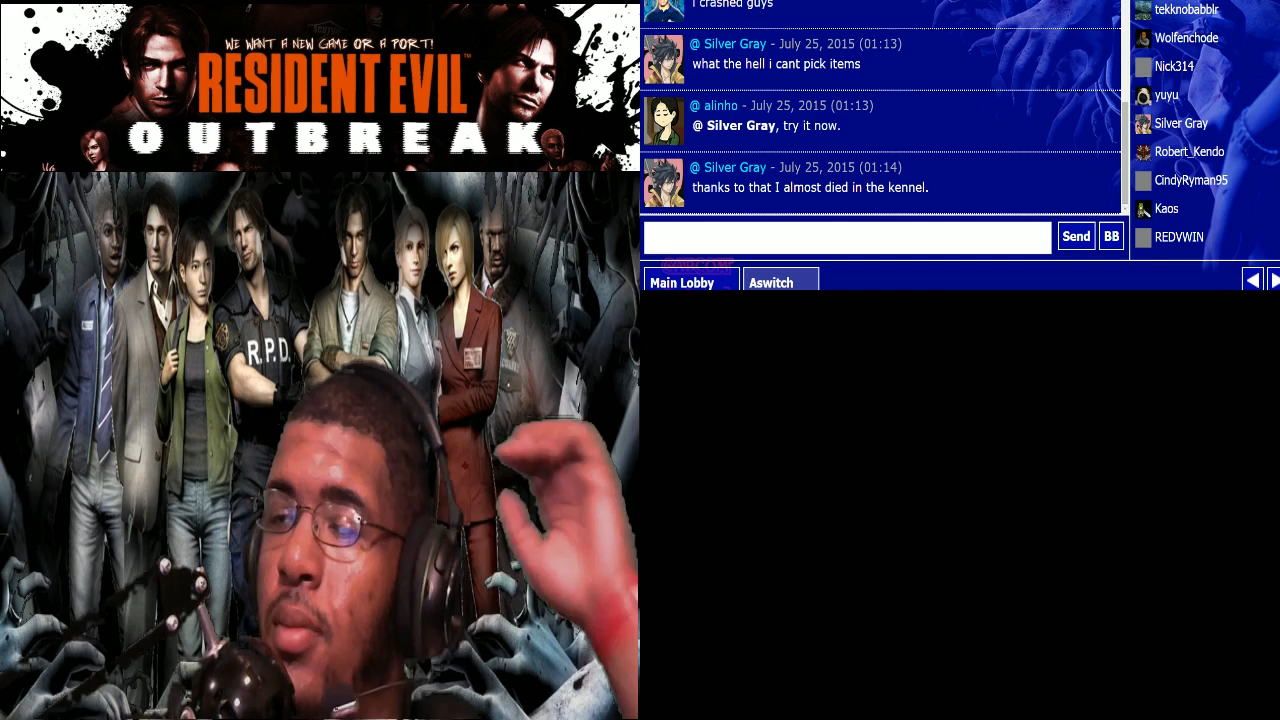 WE WANT A NEW GAME OR A PORT!
RESIDENT EVIL™
OUTBREAK
R.P.D.
i crashed guys
@ Silver Gray - July 25, 2015 (01:13)
what the hell i cant pick items
@ alinho - July 25, 2015 (01:13)
@ Silver Gray, try it now.
@ Silver Gray - July 25, 2015 (01:14)
thanks to that I almost died in the kennel.
Send
BB
Main Lobby
Aswitch
tekknobabblr
Wolfenchode
Nick314
yuyu
Silver Gray
Robert_Kendo
CindyRyman95
Kaos
REDVWIN